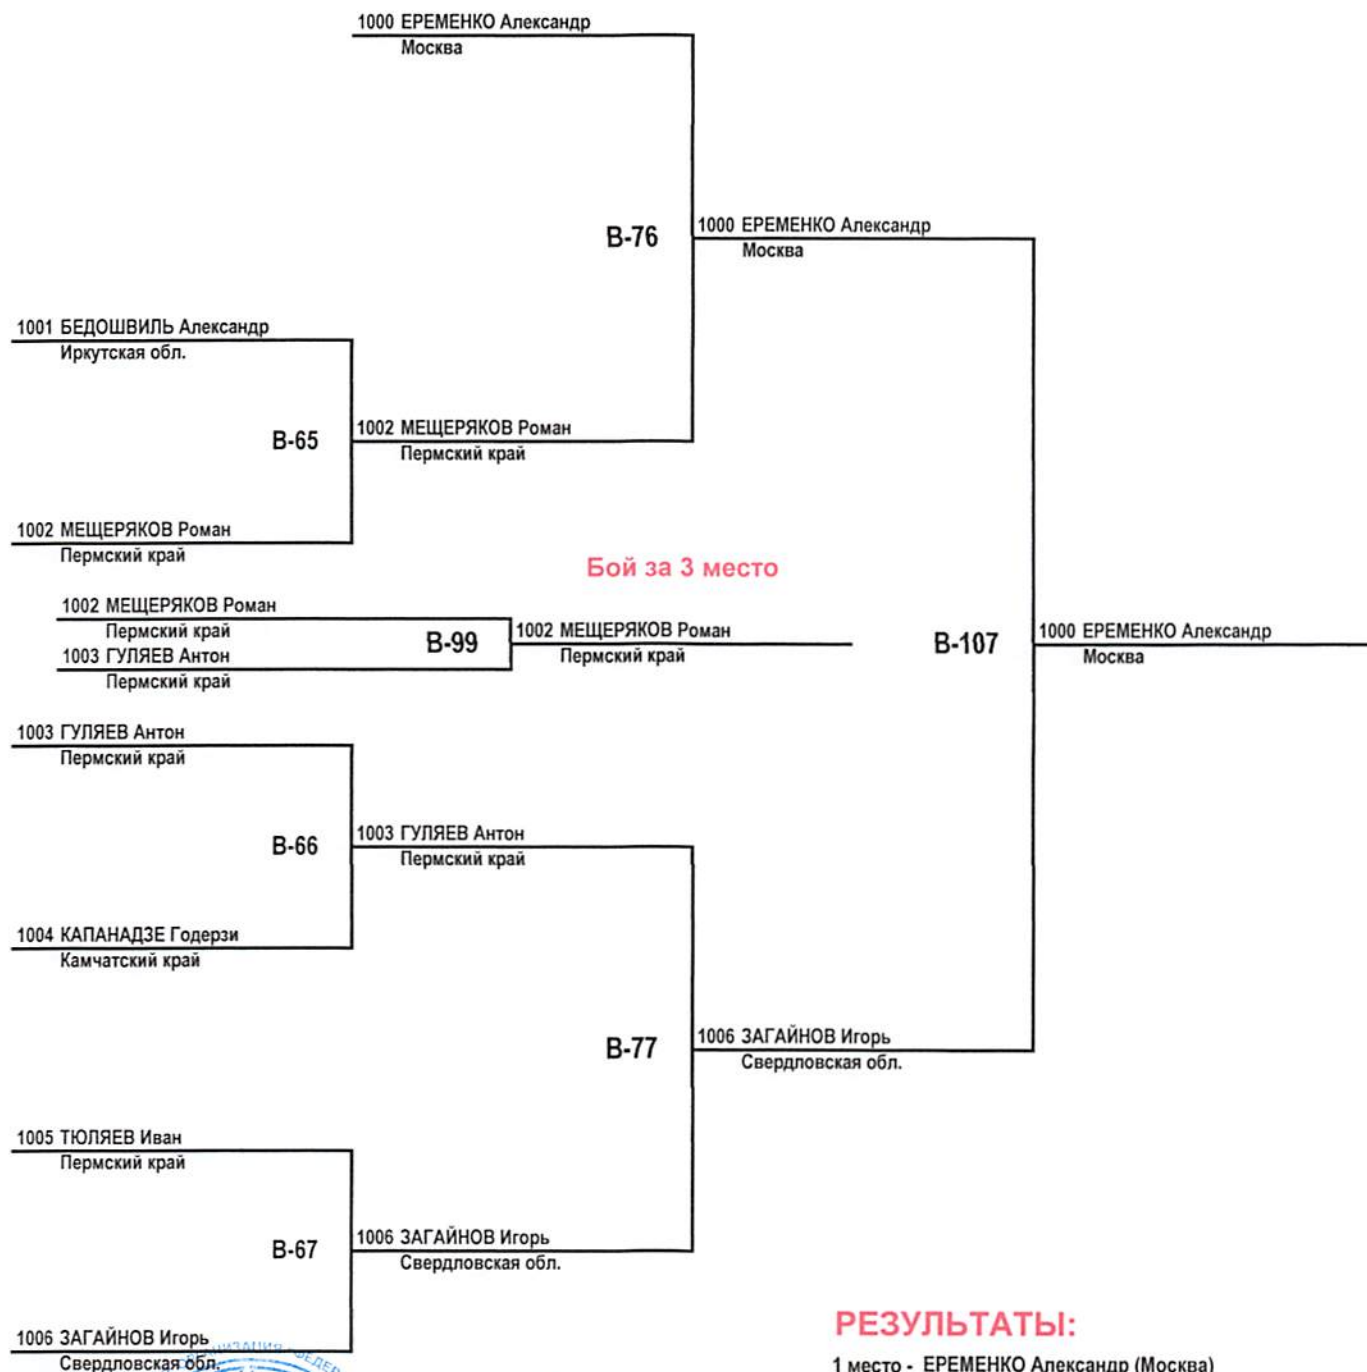 1000 ЕРЕМЕНКО Александр
Москва
В-76
1000 ЕРЕМЕНКО Александр
Москва
1001 БЕДОШВИЛЬ Александр
Иркутская обл.
В-65
1002 МЕЩЕРЯКОВ Роман
Пермский край
1002 МЕЩЕРЯКОВ Роман
Пермский край
Бой за 3 место
1002 МЕЩЕРЯКОВ Роман
Пермский край
В-99
1003 ГУЛЯЕВ Антон
Пермский край
1002 МЕЩЕРЯКОВ Роман
Пермский край
В-107
1000 ЕРЕМЕНКО Александр
Москва
1003 ГУЛЯЕВ Антон
Пермский край
В-66
1003 ГУЛЯЕВ Антон
Пермский край
1004 КАПАНАДЗЕ Годерзи
Камчатский край
В-77
1006 ЗАГАЙНОВ Игорь
Свердловская обл.
1005 ТЮЛЯЕВ Иван
Пермский край
В-67
1006 ЗАГАЙНОВ Игорь
Свердловская обл.
1006 ЗАГАЙНОВ Игорь
Свердловская обл.
РЕЗУЛЬТАТЫ:
1 место - ЕРЕМЕНКО Александр (Москва)